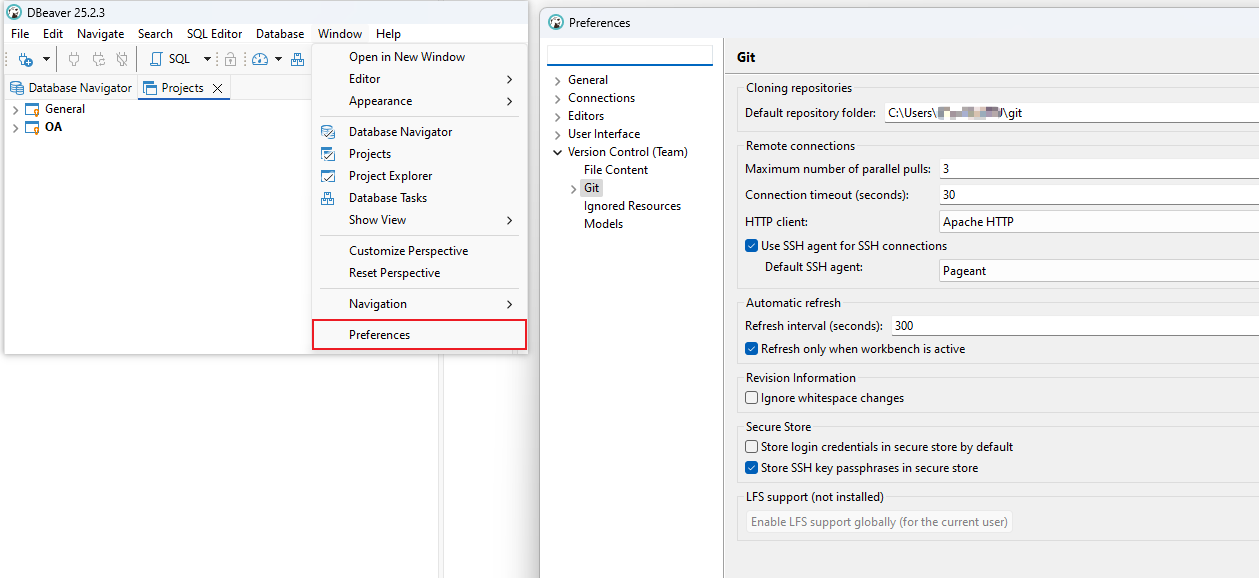 DBeaver 25.2.3
File Edit Navigate Search SQL Editor Database Window Help
SQL
Database Navigator Projects
General
OA
Open in New Window
Editor
Appearance
Database Navigator
Projects
Project Explorer
Database Tasks
Show View
Customize Perspective
Reset Perspective
Navigation
Preferences
Preferences
General
Connections
Editors
User Interface
Version Control (Team)
File Content
Git
Ignored Resources
Models
Git
Cloning repositories
Default repository folder: C:\Users\ \git
Remote connections
Maximum number of parallel pulls: 3
Connection timeout (seconds): 30
HTTP client: Apache HTTP
Use SSH agent for SSH connections
Default SSH agent: Pageant
Automatic refresh
Refresh interval (seconds): 300
Refresh only when workbench is active
Revision Information
Ignore whitespace changes
Secure Store
Store login credentials in secure store by default
Store SSH key passphrases in secure store
LFS support (not installed)
Enable LFS support globally (for the current user)